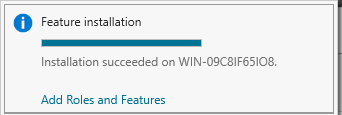 Feature installation
Installation succeeded on WIN-09C8IF65IO8.
Add Roles and Features